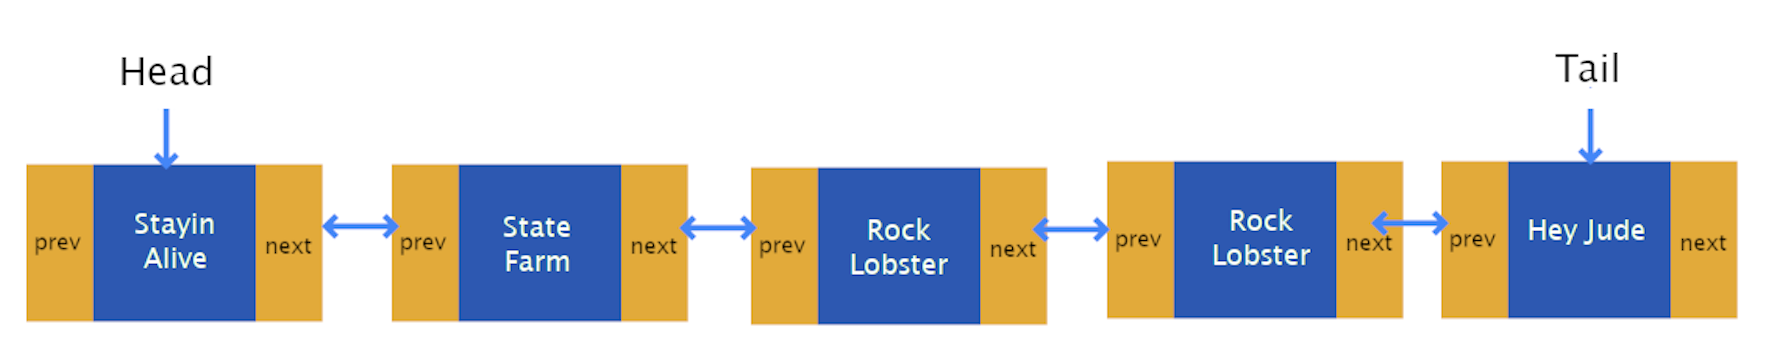 Head
Tail
prev
Stayin
Alive
next
prev
State
Farm
next
prev
Rock
Lobster
next
prev
Rock
Lobster
next
prev
Hey Jude
next